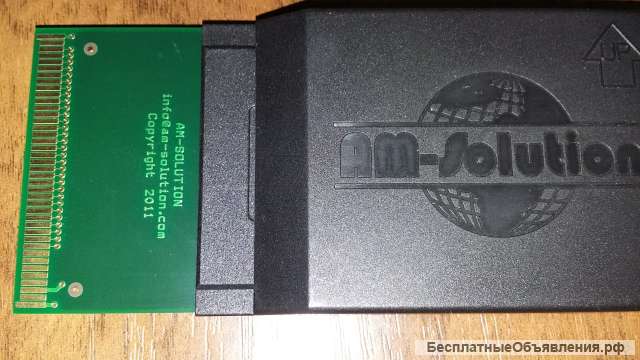 AM-SOLUTION
info@am-solution.com
Copyright 2011
AM-Solution
UP
БесплатныеОбъявления.рф